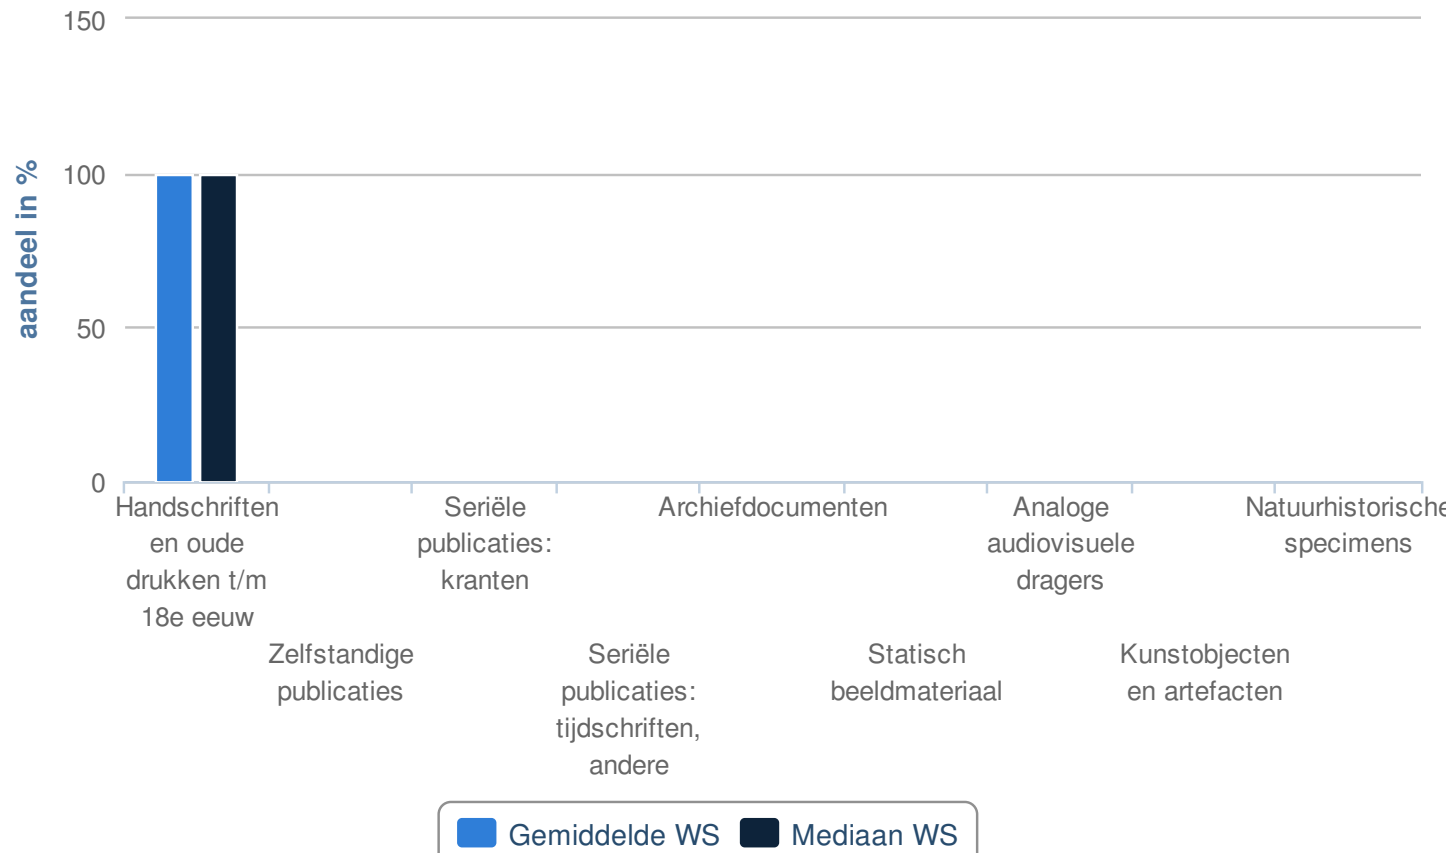 150
100
50
0
aandeel in %
Handschriften
en oude
drukken t/m
18e eeuw
Zelfstandige
publicaties
Seriële
publicaties:
kranten
Seriële
publicaties:
tijdschriften,
andere
Archiefdocumenten
Statisch
beeldmateriaal
Analoge
audiovisuele
dragers
Kunstobjecten
en artefacten
Natuurhistorische
specimens
Gemiddelde WS
Mediaan WS